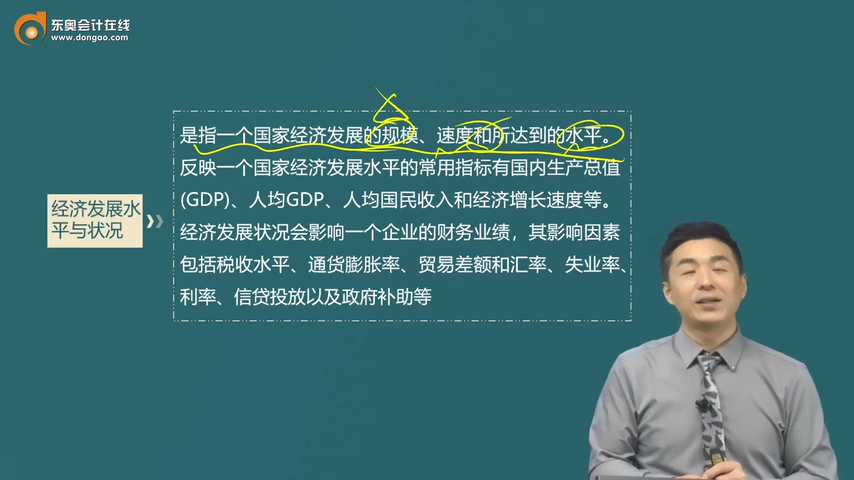 东奥会计在线
www.dongao.com
是指一个国家经济发展的规模、速度和所达到的水平。
反映一个国家经济发展水平的常用指标有国内生产总值
(GDP)、人均GDP、人均国民收入和经济增长速度等。
经济发展水
平与状况
经济发展状况会影响一个企业的财务业绩，其影响因素
包括税收水平、通货膨胀率、贸易差额和汇率、失业率、
利率、信贷投放以及政府补助等